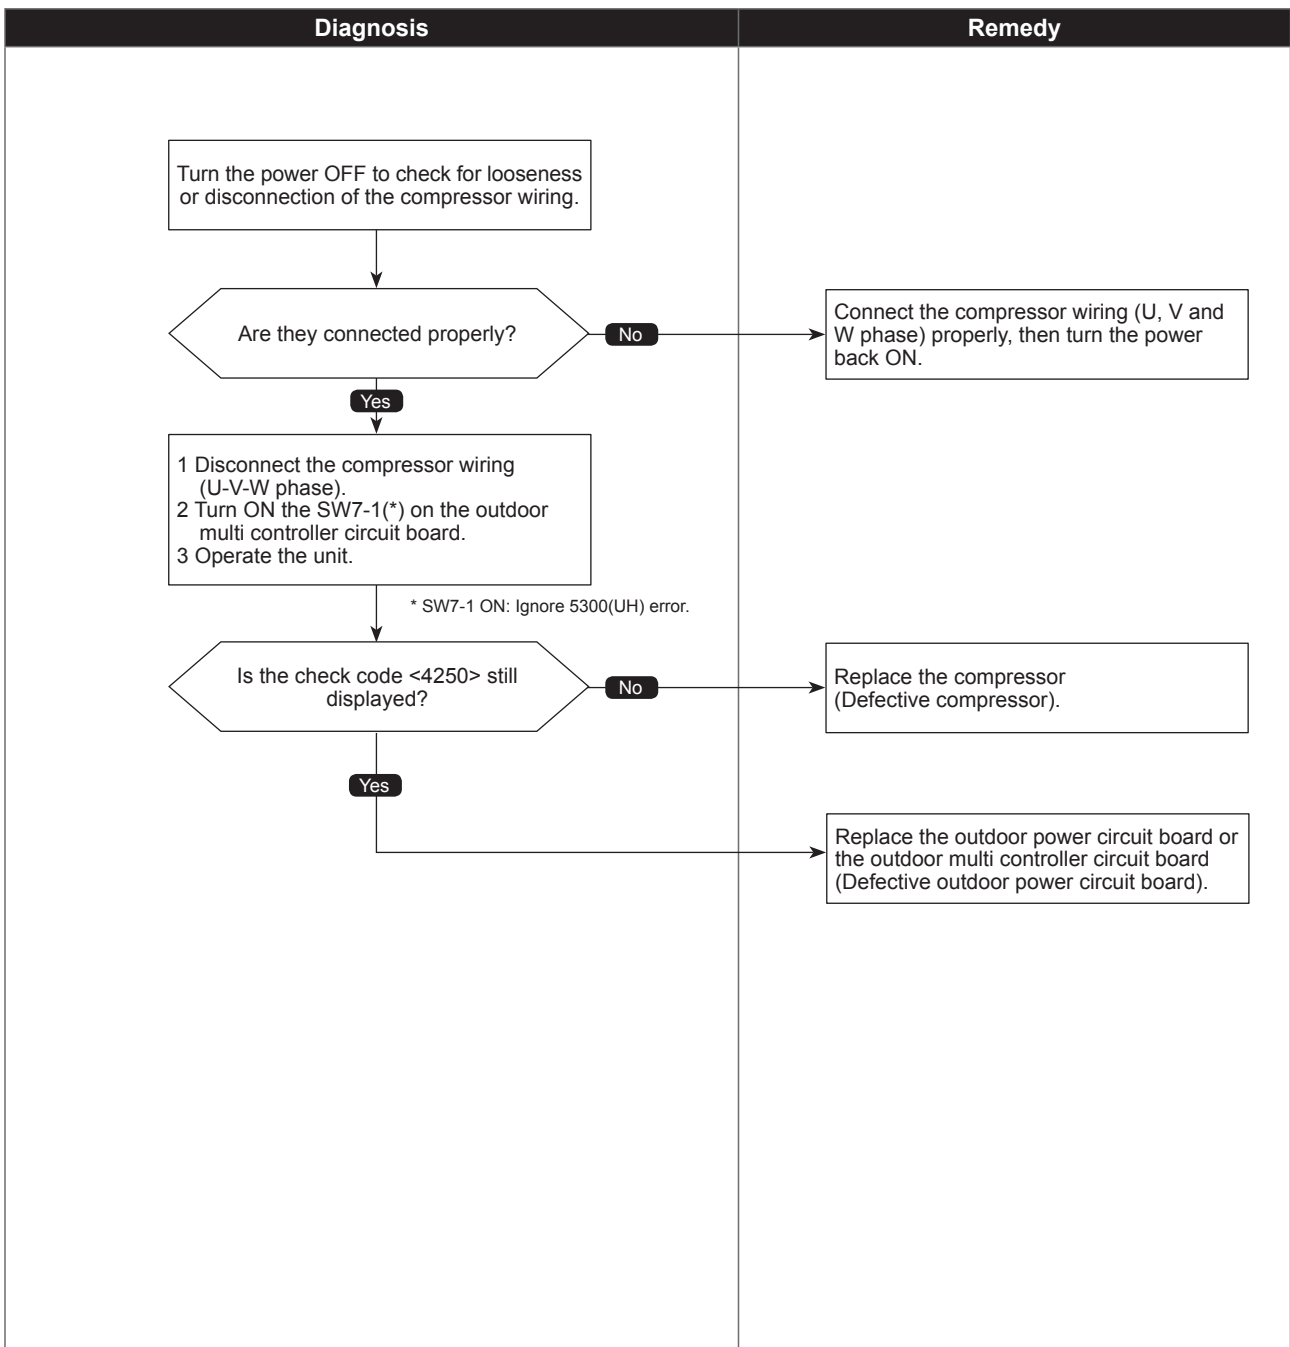 Diagnosis
Remedy
Turn the power OFF to check for looseness
or disconnection of the compressor wiring.
Are they connected properly?
No
Connect the compressor wiring (U, V and
W phase) properly, then turn the power
back ON.
Yes
1 Disconnect the compressor wiring
(U-V-W phase).
2 Turn ON the SW7-1(*) on the outdoor
multi controller circuit board.
3 Operate the unit.
* SW7-1 ON: Ignore 5300(UH) error.
Is the check code <4250> still
displayed?
No
Replace the compressor
(Defective compressor).
Yes
Replace the outdoor power circuit board or
the outdoor multi controller circuit board
(Defective outdoor power circuit board).